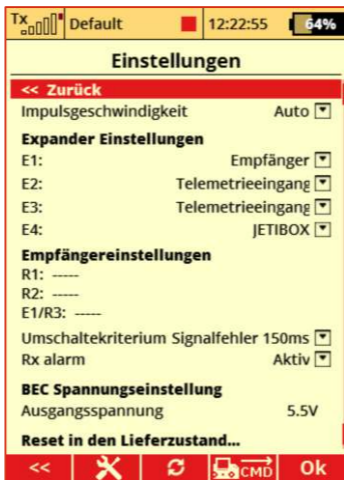 Tx Default 12:22:55 64%
Einstellungen
<< Zurück
Impulsgeschwindigkeit Auto
Expander Einstellungen
E1: Empfänger
E2: Telemetrieeingang
E3: Telemetrieeingang
E4: JETIBOX
Empfängereinstellungen
R1: -----
R2: -----
E1/R3: -----
Umschaltekriterium Signalfehler 150ms
Rx alarm Aktiv
BEC Spannungseinstellung
Ausgangsspannung 5.5V
Reset in den Lieferzustand...
<< CMD Ok